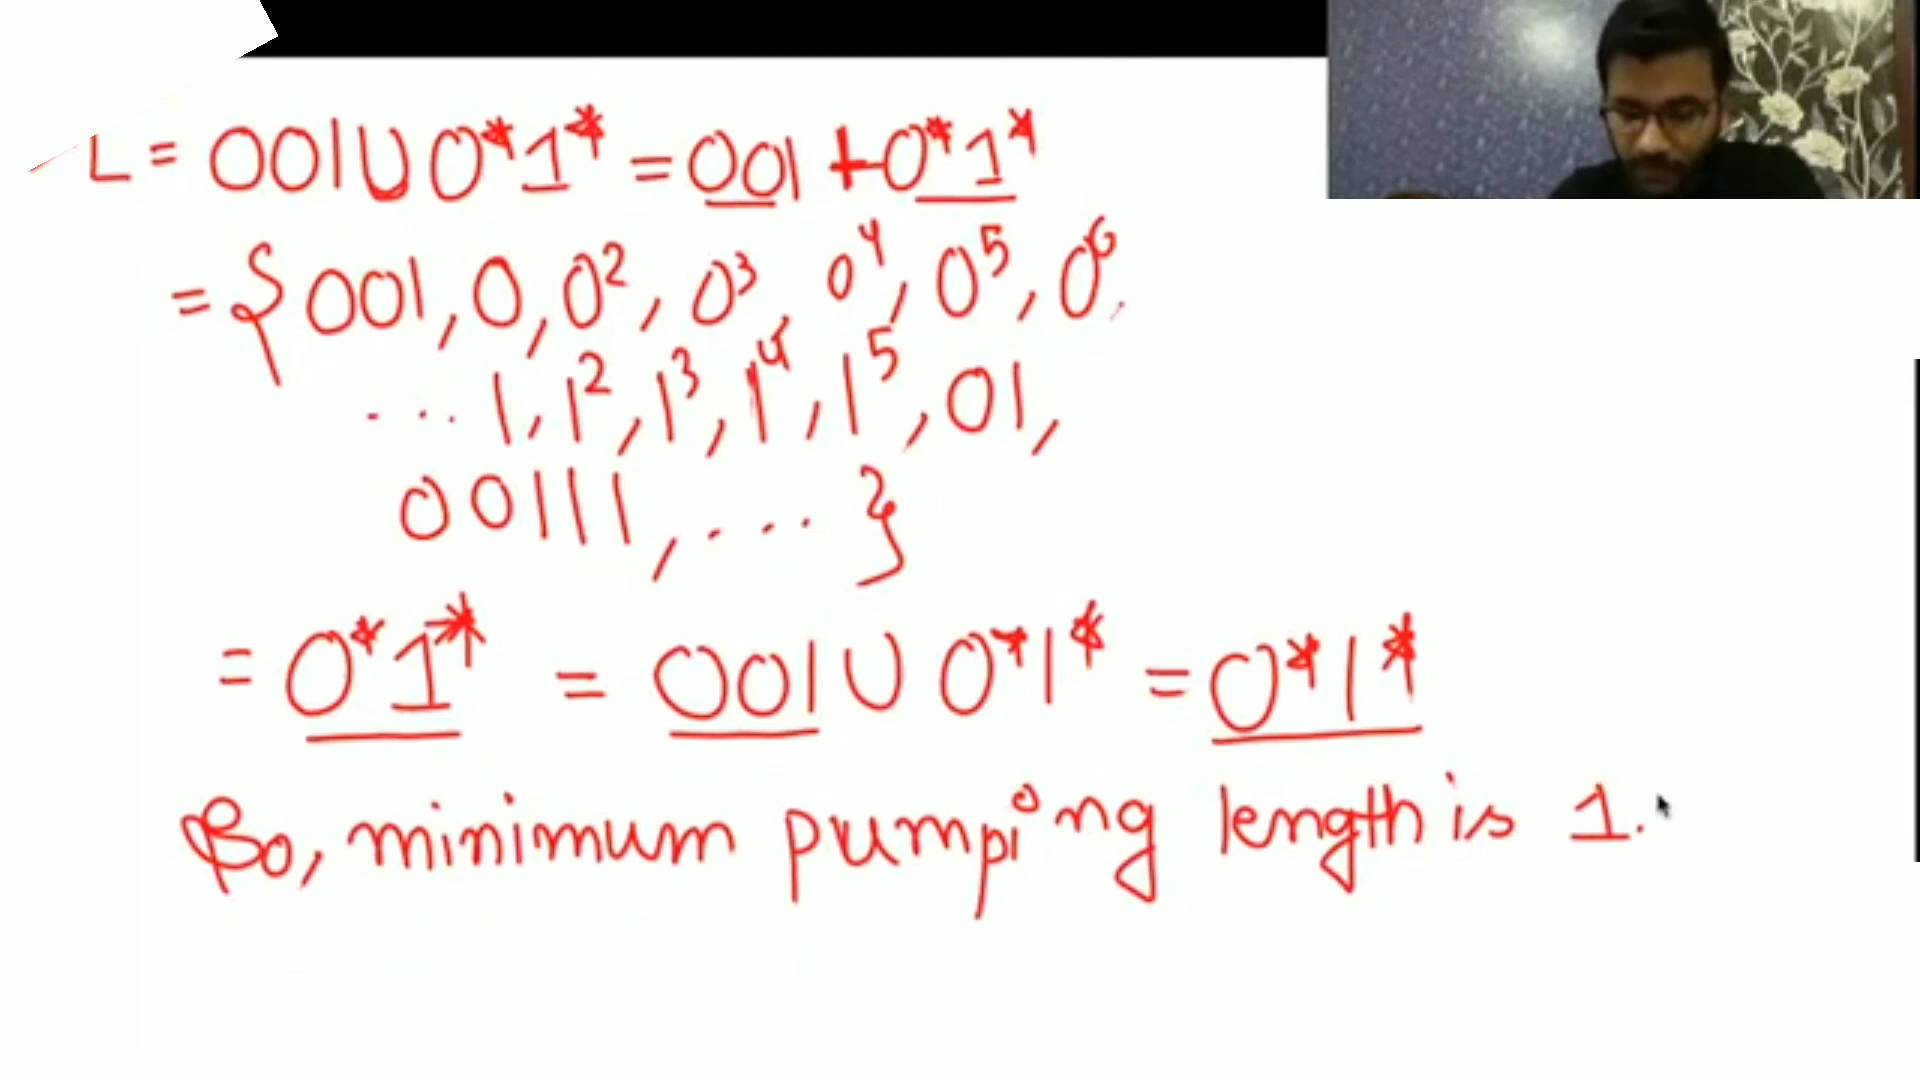 L = 001 ∪ 0*1* = 001 + 0*1*
= {001, 0, 0², 0³, 0⁴, 0⁵, 0⁶,
... 1, 1², 1³, 1⁴, 1⁵, 01,
00111, .... }
= 0*1* = 001 ∪ 0*1* = 0*1*
So, minimum pumping length is 1.